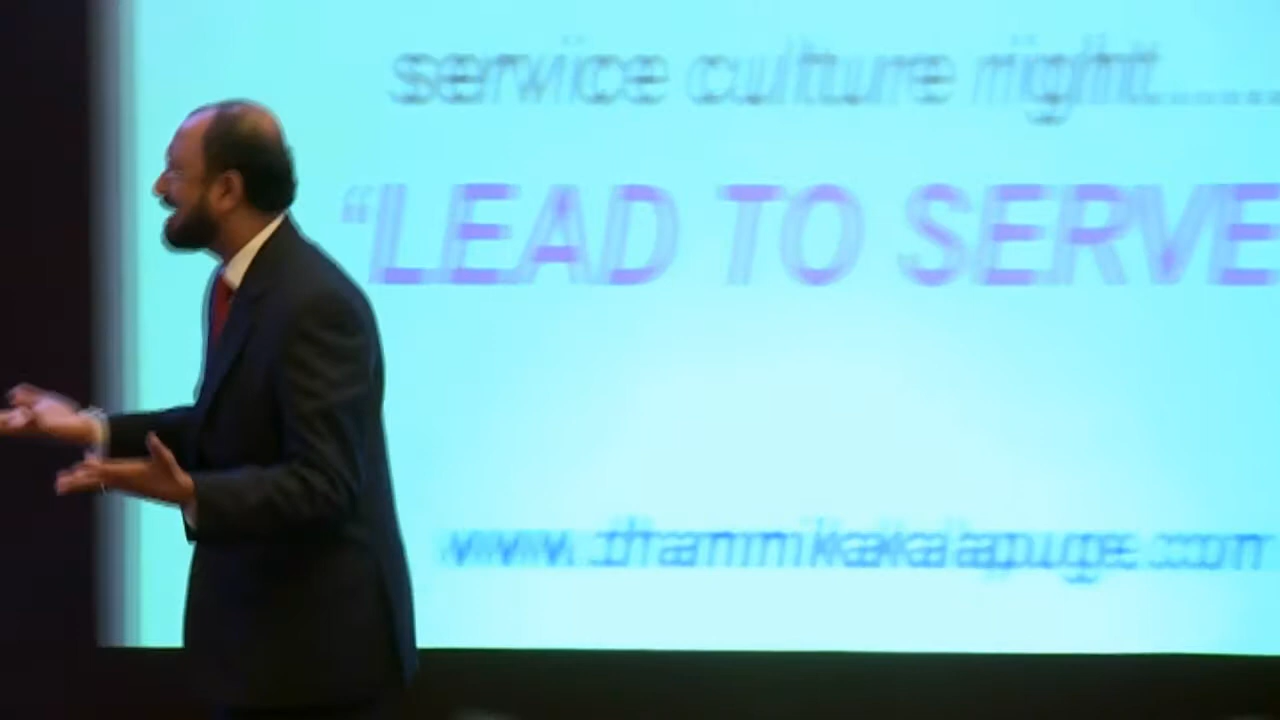 service culture right......
“LEAD TO SERVE
www.dhammikakalapuge.com